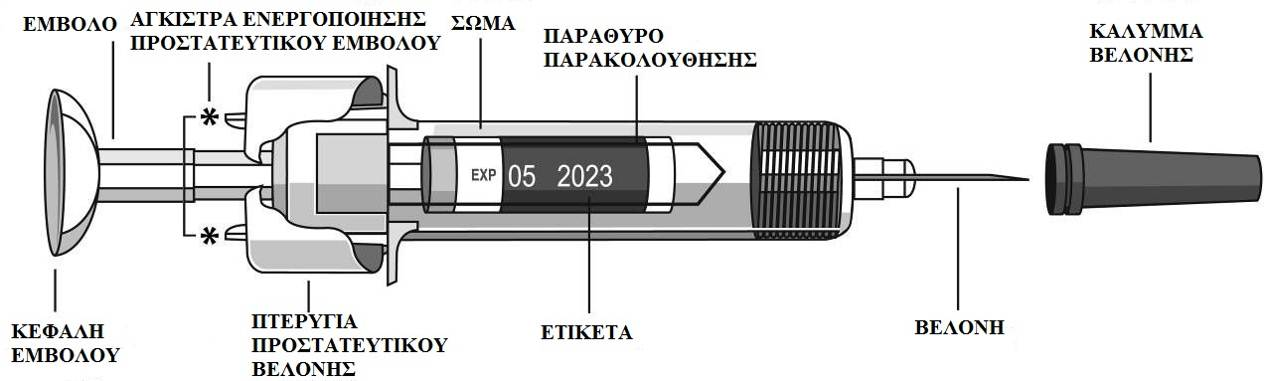 ΕΜΒΟΛΟ
ΑΓΚΙΣΤΡΑ ΕΝΕΡΓΟΠΟΙΗΣΗΣ
ΠΡΟΣΤΑΤΕΥΤΙΚΟΥ ΕΜΒΟΛΟΥ
ΣΩΜΑ
ΠΑΡΑΘΥΡΟ
ΠΑΡΑΚΟΛΟΥΘΗΣΗΣ
ΚΑΛΥΜΜΑ
ΒΕΛΟΝΗΣ
*
EXP 05 2023
*
ΚΕΦΑΛΗ
ΕΜΒΟΛΟΥ
ΠΤΕΡΥΓΙΑ
ΠΡΟΣΤΑΤΕΥΤΙΚΟΥ
ΒΕΛΟΝΗΣ
ΕΤΙΚΕΤΑ
ΒΕΛΟΝΗ